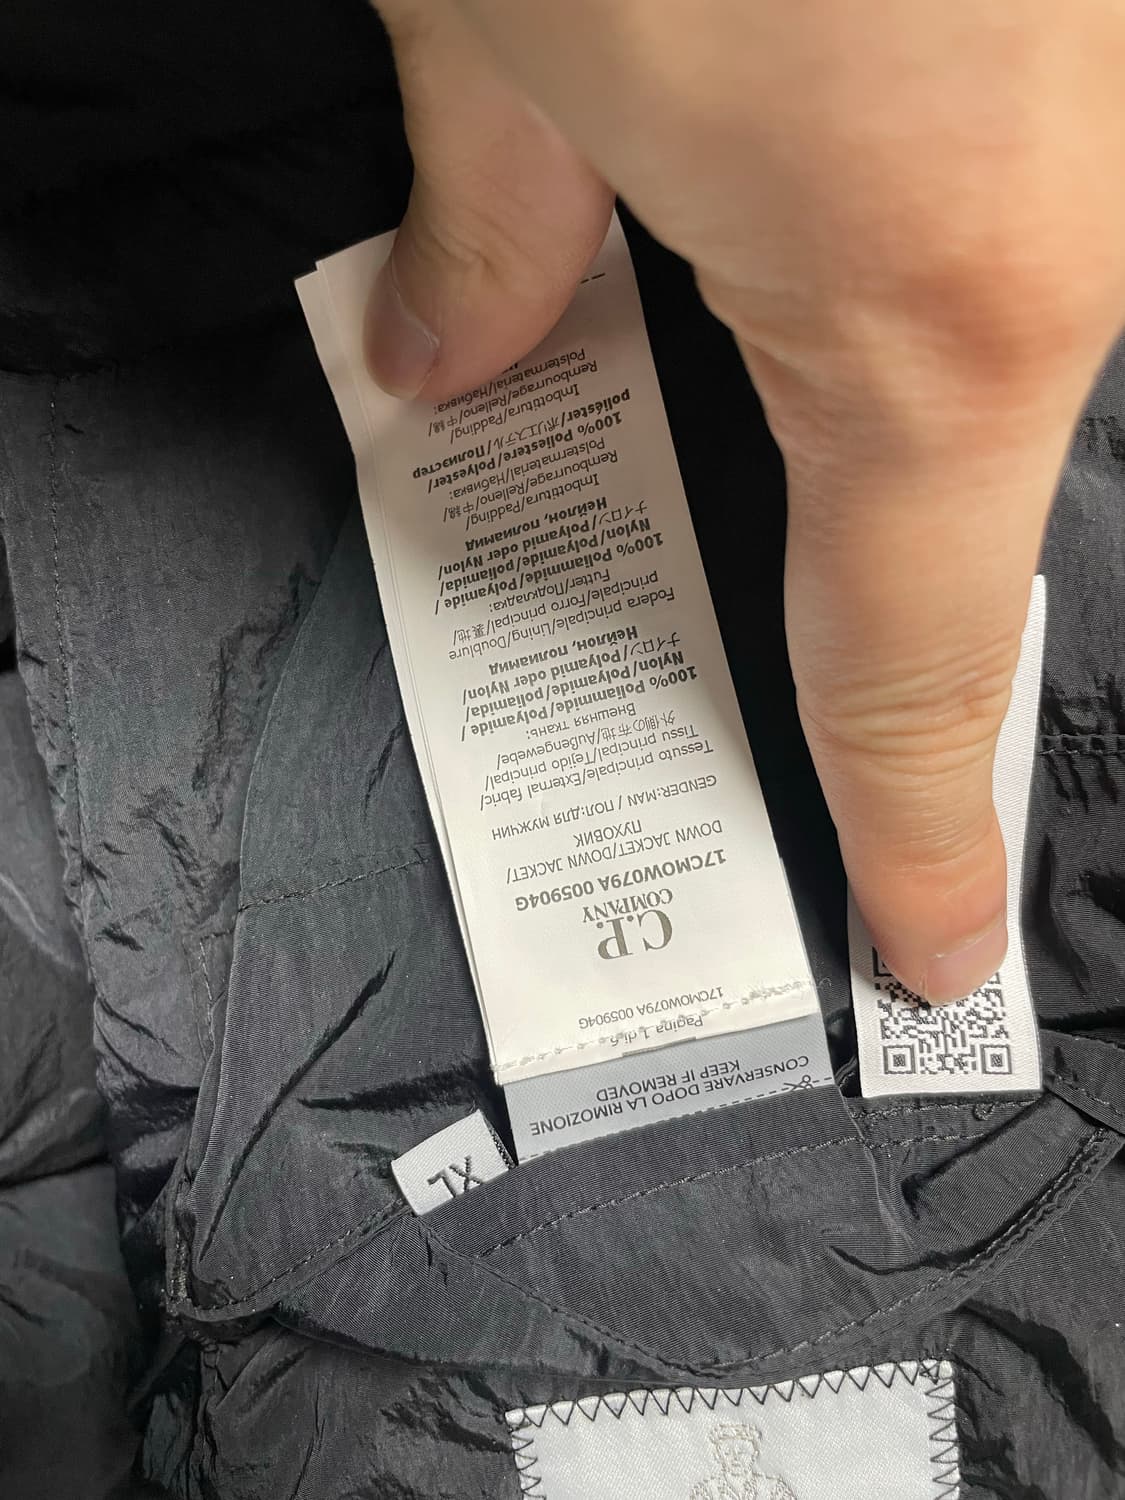 CONSERVARE DOPO LA RIMOZIONE
KEEP IF REMOVED
Pagina 1 di 6
17CMOW079A 005904G
C.P.
COMPANY
17CMOW079A 005904G
DOWN JACKET/DOWN JACKET/
ПУХОВИК
GENDER:MAN / ПОЛ:ДЛЯ МУЖЧИН
Tessuto principale/External fabric/
Tissu principal/Tejido principal/
外側の布地/Außengewebe/
Внешняя ткань:
100% Poliammide/Polyamide/
Nylon/Polyamide/poliamida/
ナイロン/Polyamid oder Nylon/
Нейлон, полиамид
Fodera principale/Lining/Doublure
principale/Forro principal/裏地/
Futter/Подкладка:
100% Poliammide/Polyamide/
Nylon/Polyamide/poliamida/
ナイロン/Polyamid oder Nylon/
Нейлон, полиамид
Imbottitura/Padding/
Rembourrage/Relleno/中綿/
Polstermaterial/Набивка:
100% Poliestere/Polyester/
poliéster/ポリエステル/Полиэстер
Imbottitura/Padding/
Rembourrage/Relleno/中綿/
Polstermaterial/Набивка:
XL